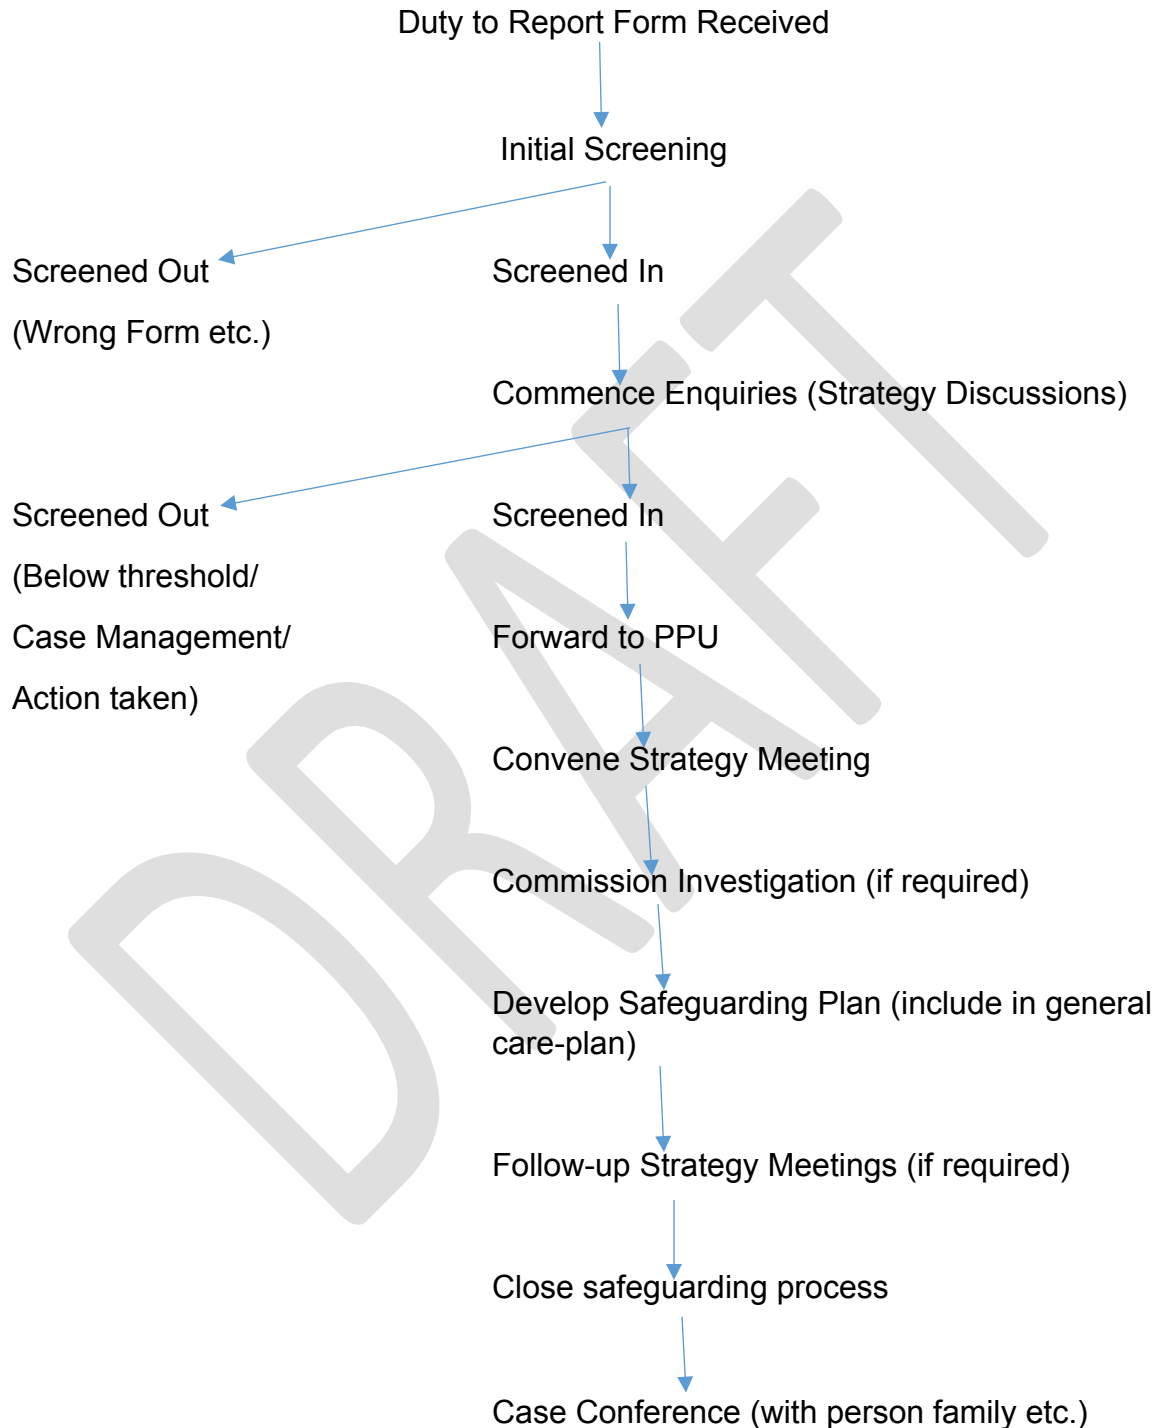 Duty to Report Form Received
Initial Screening
Screened Out
Screened In
(Wrong Form etc.)
Commence Enquiries (Strategy Discussions)
Screened Out
Screened In
(Below threshold/
Case Management/
Forward to PPU
Action taken)
Convene Strategy Meeting
Commission Investigation (if required)
Develop Safeguarding Plan (include in general
care-plan)
Follow-up Strategy Meetings (if required)
Close safeguarding process
Case Conference (with person family etc.)
DRAFT